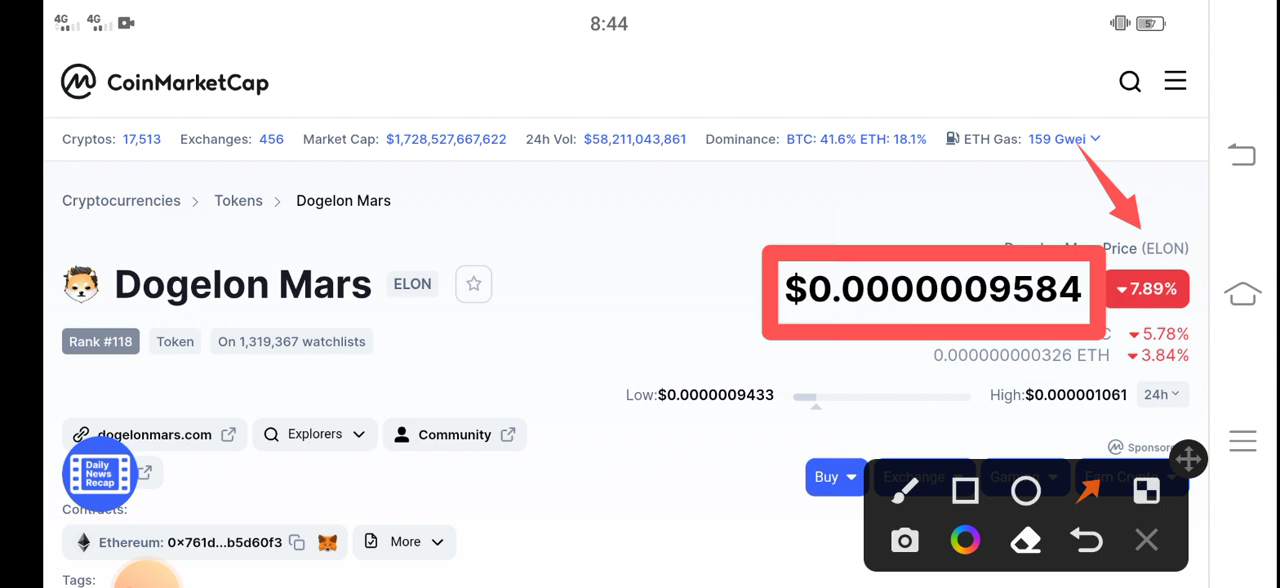 4G 4G 8:44 57
CoinMarketCap
Cryptos: 17,513 Exchanges: 456 Market Cap: $1,728,527,667,622 24h Vol: $58,211,043,861 Dominance: BTC: 41.6% ETH: 18.1% ETH Gas: 159 Gwei
Cryptocurrencies > Tokens > Dogelon Mars
Price (ELON)
Dogelon Mars ELON $0.0000009584 7.89%
Rank #118 Token On 1,319,367 watchlists
5.78%
0.000000000326 ETH 3.84%
Low:$0.0000009433 High:$0.000001061 24h
dogelonmars.com Explorers Community
Daily
News
Recap
Buy Exchange Earn
Contracts:
Ethereum: 0x761d...b5d60f3 More
Tags: